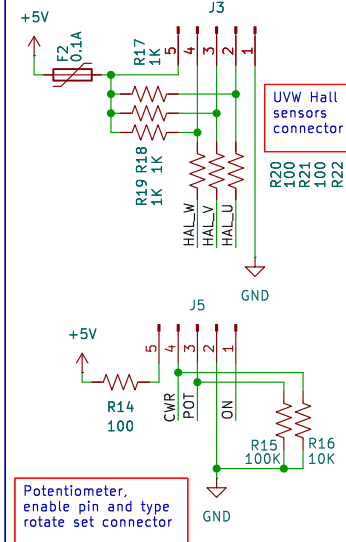 J3
+5V
F2
0.1A
R17
1K
5
4
3
2
1
UVW Hall
sensors
connector
R18
1K
R19
1K
R20
100
R21
100
R22
HAL_W
HAL_V
HAL_U
GND
J5
+5V
5
4
3
2
1
R14
100
CWR
POT
ON
R15
100K
R16
10K
GND
Potentiometer,
enable pin and type
rotate set connector